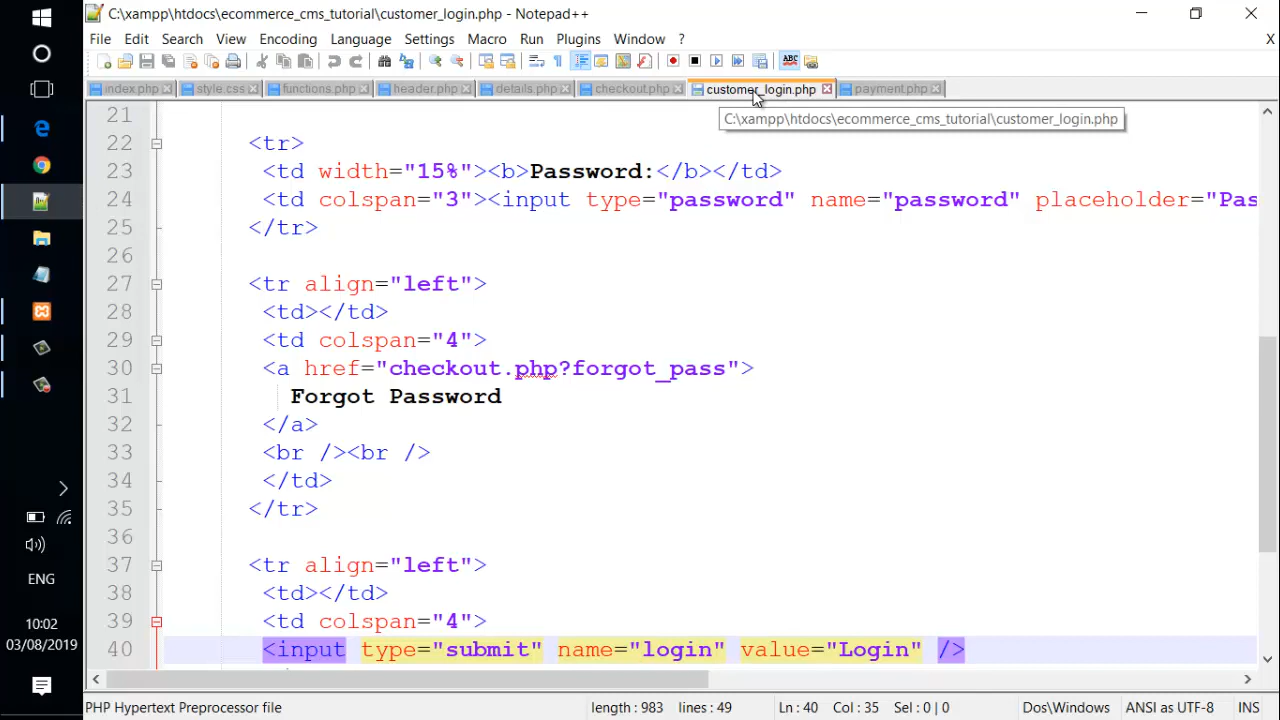 C:\xampp\htdocs\ecommerce_cms_tutorial\customer_login.php - Notepad++
File Edit Search View Encoding Language Settings Macro Run Plugins Window ? X
ABC
index.php style.css functions.php header.php details.php checkout.php customer_login.php payment.php
C:\xampp\htdocs\ecommerce_cms_tutorial\customer_login.php
21
22 <tr>
23 <td width="15%"><b>Password:</b></td>
24 <td colspan="3"><input type="password" name="password" placeholder="Pas
25 </tr>
26
27 <tr align="left">
28 <td></td>
29 <td colspan="4">
30 <a href="checkout.php?forgot_pass">
31 Forgot Password
32 </a>
33 <br /><br />
34 </td>
35 </tr>
36
37 <tr align="left">
38 <td></td>
39 <td colspan="4">
40 <input type="submit" name="login" value="Login" />
ENG
10:02
03/08/2019
PHP Hypertext Preprocessor file length : 983 lines : 49 Ln : 40 Col : 35 Sel : 0 | 0 Dos\Windows ANSI as UTF-8 INS